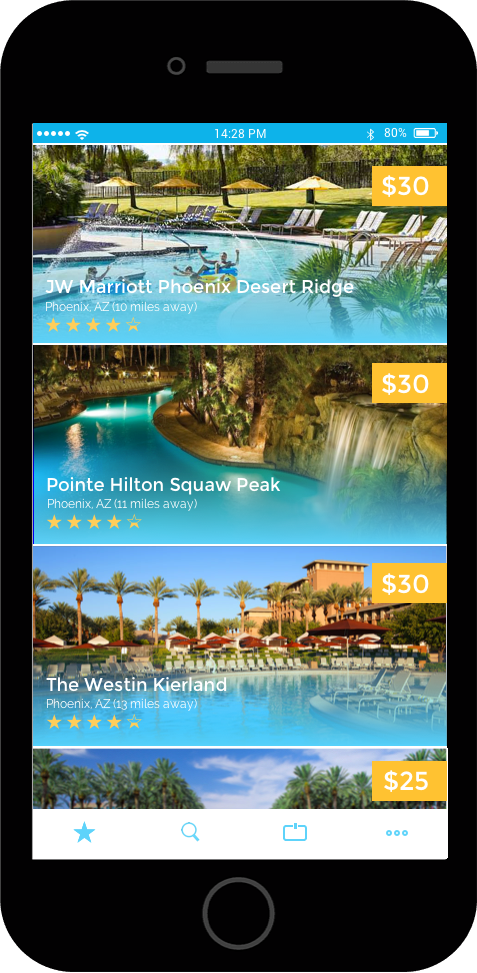 14:28 PM
80%
$30
JW Marriott Phoenix Desert Ridge
Phoenix, AZ (10 miles away)
$30
Pointe Hilton Squaw Peak
Phoenix, AZ (11 miles away)
$30
The Westin Kierland
Phoenix, AZ (13 miles away)
$25